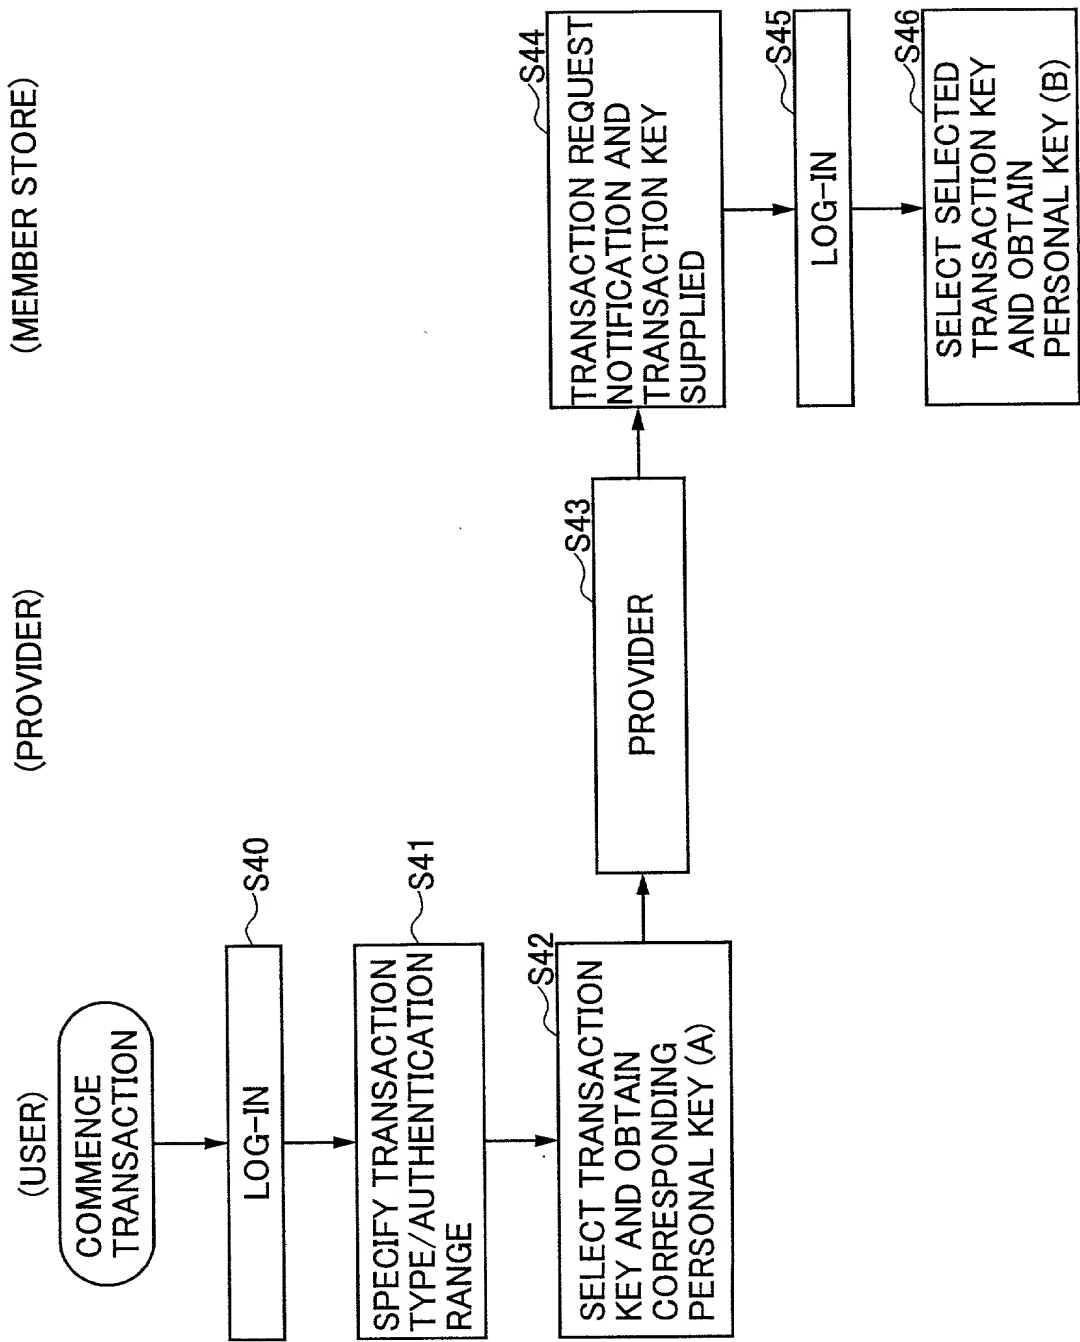 (USER)
(PROVIDER)
(MEMBER STORE)
COMMENCE
TRANSACTION
LOG-IN
S40
SPECIFY TRANSACTION
TYPE/AUTHENTICATION
RANGE
S41
SELECT TRANSACTION
KEY AND OBTAIN
CORRESPONDING
PERSONAL KEY (A)
S42
PROVIDER
S43
TRANSACTION REQUEST
NOTIFICATION AND
TRANSACTION KEY
SUPPLIED
S44
LOG-IN
S45
SELECT SELECTED
TRANSACTION KEY
AND OBTAIN
PERSONAL KEY (B)
S46